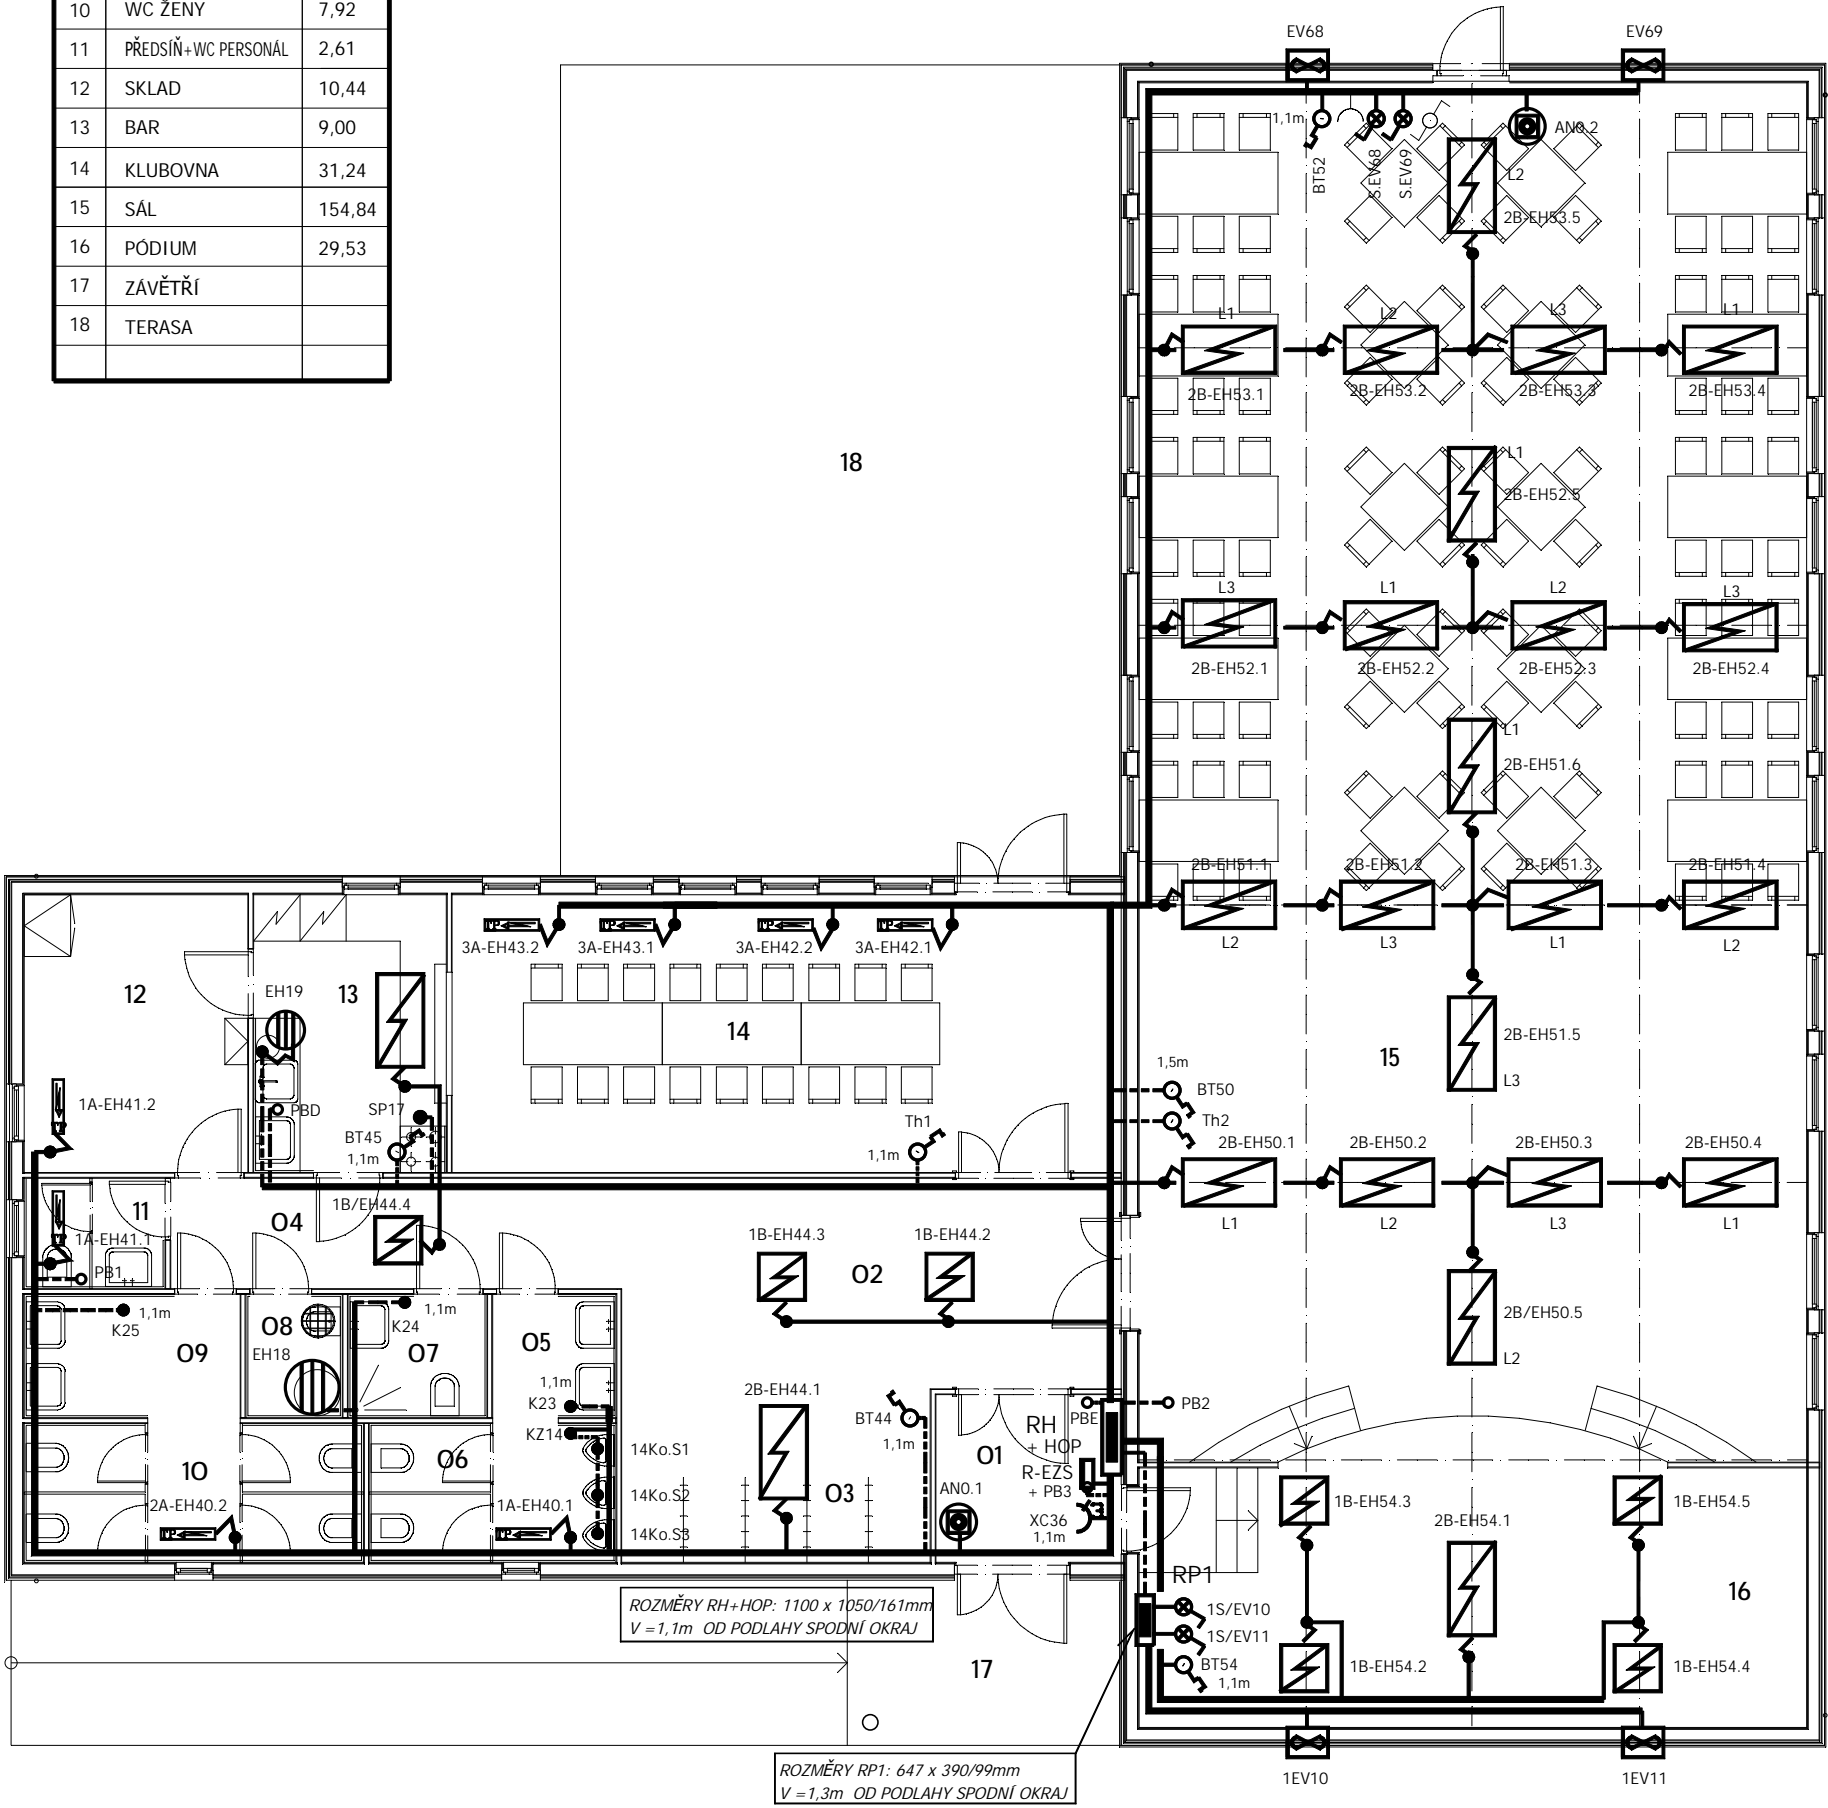 10 WC ŽENY 7,92
11 PŘEDSÍŇ+WC PERSONÁL 2,61
12 SKLAD 10,44
13 BAR 9,00
14 KLUBOVNA 31,24
15 SÁL 154,84
16 PÓDIUM 29,53
17 ZÁVĚTŘÍ
18 TERASA
EV68
EV69
1,1m
BT52
S.EV68
S.EV69
AN0.2
L2
2B-EH53.5
L1
L2
L3
L1
2B-EH53.1
2B-EH53.2
2B-EH53.3
2B-EH53.4
18
L1
2B-EH52.5
L3
L1
L2
L3
2B-EH52.1
2B-EH52.2
2B-EH52.3
2B-EH52.4
L1
2B-EH51.6
2B-EH51.1
2B-EH51.2
2B-EH51.3
2B-EH51.4
L2
L3
L1
L2
3A-EH43.2
3A-EH43.1
3A-EH42.2
3A-EH42.1
12
EH19
13
14
15
2B-EH51.5
L3
1,5m
BT50
Th2
1A-EH41.2
PBD
SP17
BT45
1,1m
Th1
1,1m
2B-EH50.1
2B-EH50.2
2B-EH50.3
2B-EH50.4
L1
L2
L3
L1
11
1A-EH41.1
PB1
O4
1B/EH44.4
1B-EH44.3
1B-EH44.2
O2
1,1m
K25
O8
EH18
O9
1,1m
K24
O7
O5
1,1m
K23
KZ14
2B/EH50.5
L2
2B-EH44.1
BT44
1,1m
PBE
PB2
RH
+ HOP
O1
R-EZS
+ PB3
XC36
1,1m
AN0.1
O3
14Ko.S1
14Ko.S2
14Ko.S3
O6
1O
2A-EH40.2
1A-EH40.1
1B-EH54.3
1B-EH54.5
2B-EH54.1
RP1
1S/EV10
1S/EV11
BT54
1,1m
1B-EH54.2
1B-EH54.4
16
ROZMĚRY RH+HOP: 1100 x 1050/161mm
V =1,1m OD PODLAHY SPODNÍ OKRAJ
17
ROZMĚRY RP1: 647 x 390/99mm
V =1,3m OD PODLAHY SPODNÍ OKRAJ
1EV10
1EV11